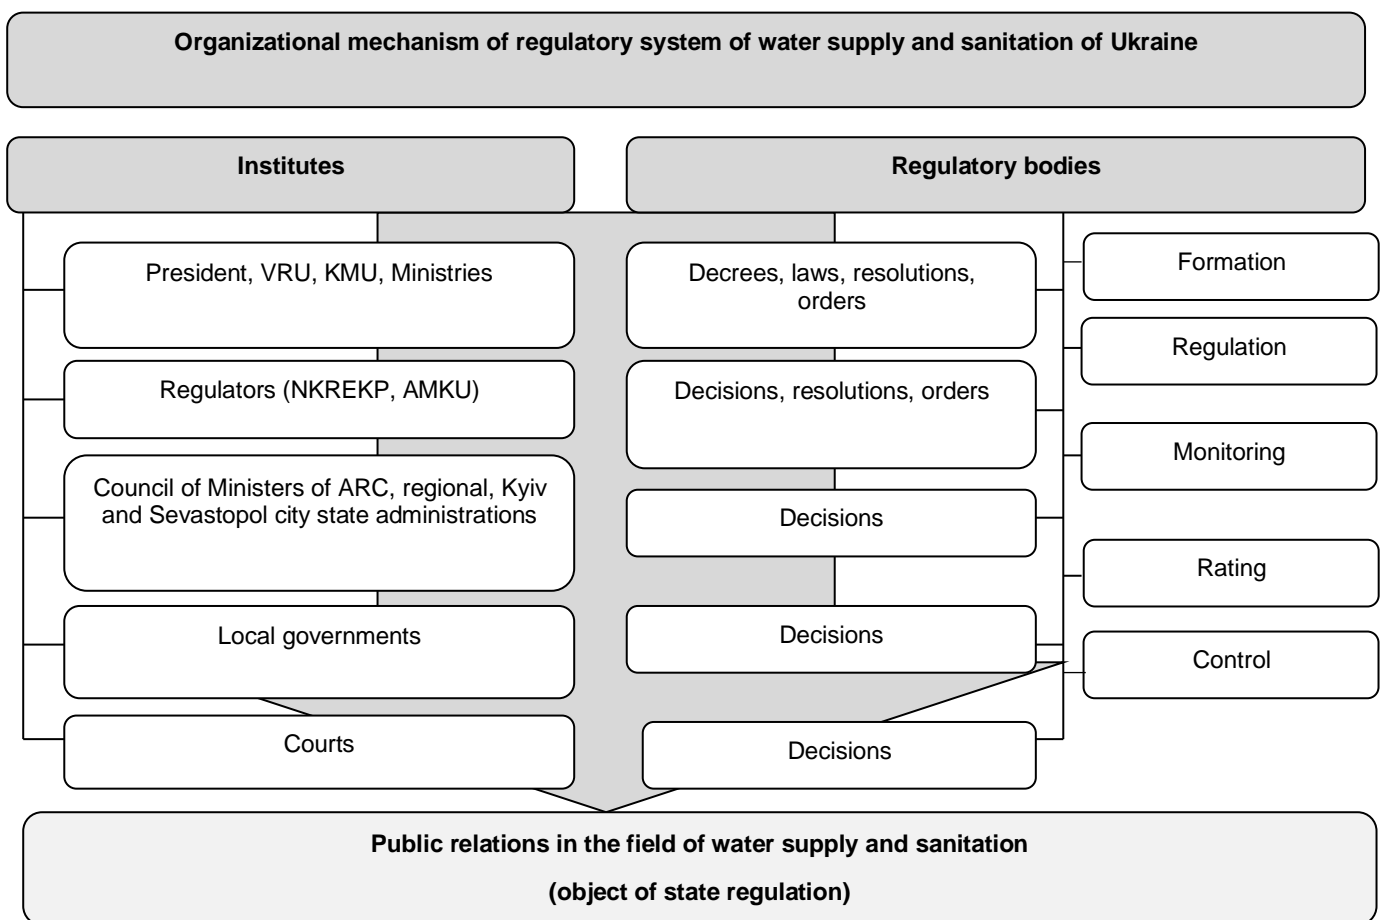 Organizational mechanism of regulatory system of water supply and sanitation of Ukraine
Institutes
Regulatory bodies
President, VRU, KMU, Ministries
Decrees, laws, resolutions,
orders
Formation
Regulation
Regulators (NKREKP, AMKU)
Decisions, resolutions, orders
Monitoring
Council of Ministers of ARC, regional, Kyiv
and Sevastopol city state administrations
Decisions
Rating
Local governments
Decisions
Control
Courts
Decisions
Public relations in the field of water supply and sanitation
(object of state regulation)